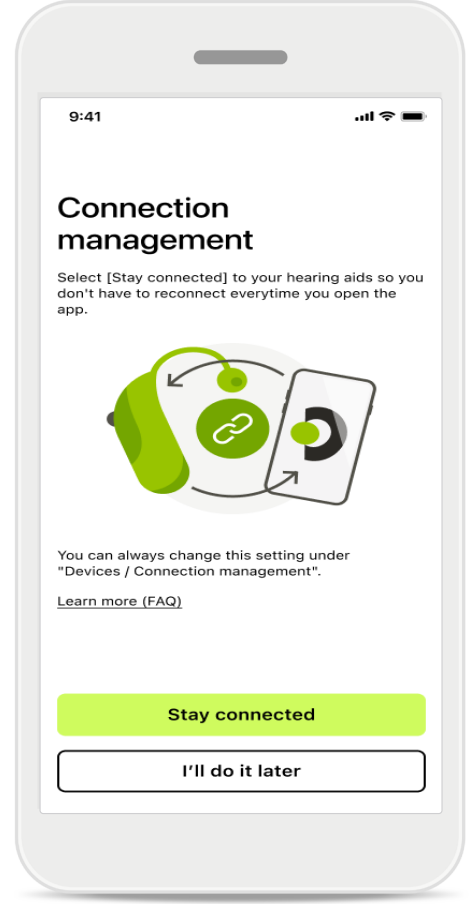 9:41
Connection
management
Select [Stay connected] to your hearing aids so you
don't have to reconnect everytime you open the
app.
You can always change this setting under
"Devices / Connection management".
Learn more (FAQ)
Stay connected
I'll do it later